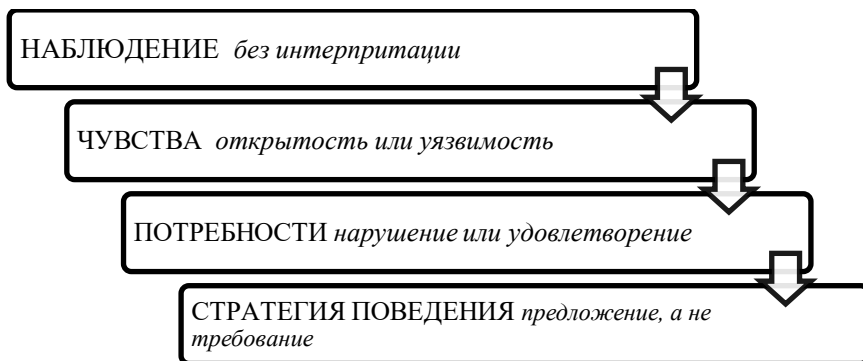 НАБЛЮДЕНИЕ без интерпритации
ЧУВСТВА открытость или уязвимость
ПОТРЕБНОСТИ нарушение или удовлетворение
СТРАТЕГИЯ ПОВЕДЕНИЯ предложение, а не
требование